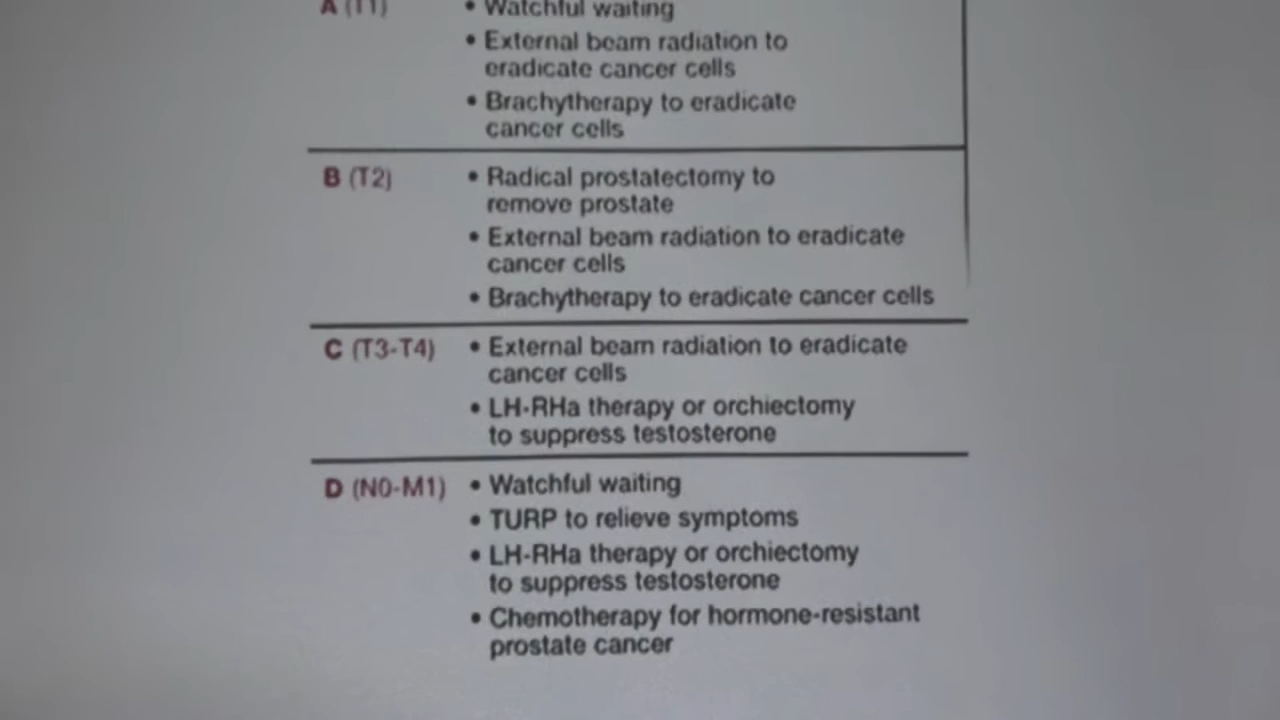 A (T1) • Watchful waiting
• External beam radiation to
eradicate cancer cells
• Brachytherapy to eradicate
cancer cells
B (T2) • Radical prostatectomy to
remove prostate
• External beam radiation to eradicate
cancer cells
• Brachytherapy to eradicate cancer cells
C (T3-T4) • External beam radiation to eradicate
cancer cells
• LH-RHa therapy or orchiectomy
to suppress testosterone
D (N0-M1) • Watchful waiting
• TURP to relieve symptoms
• LH-RHa therapy or orchiectomy
to suppress testosterone
• Chemotherapy for hormone-resistant
prostate cancer